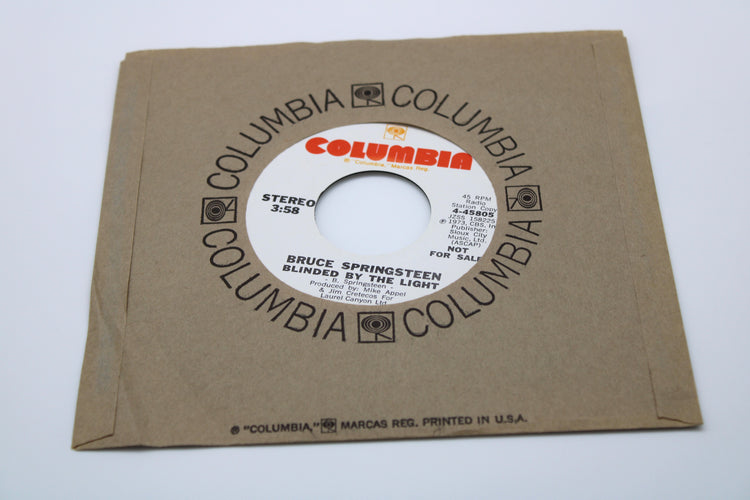 COLUMBIA COLUMBIA COLUMBIA COLUMBIA
COLUMBIA
® "Columbia," Marcas Reg.
STEREO
3:58
45 RPM
Radio
Station Copy
4-45805
JZSS 158225
℗ 1973, CBS, In
Publisher:
Sioux City
Music, Ltd.
(ASCAP)
NOT
FOR SALE
BRUCE SPRINGSTEEN
BLINDED BY THE LIGHT
- B. Springsteen -
Produced by: Mike Appel
& Jim Cretecos For
Laurel Canyon Ltd
® "COLUMBIA," MARCAS REG. PRINTED IN U.S.A.